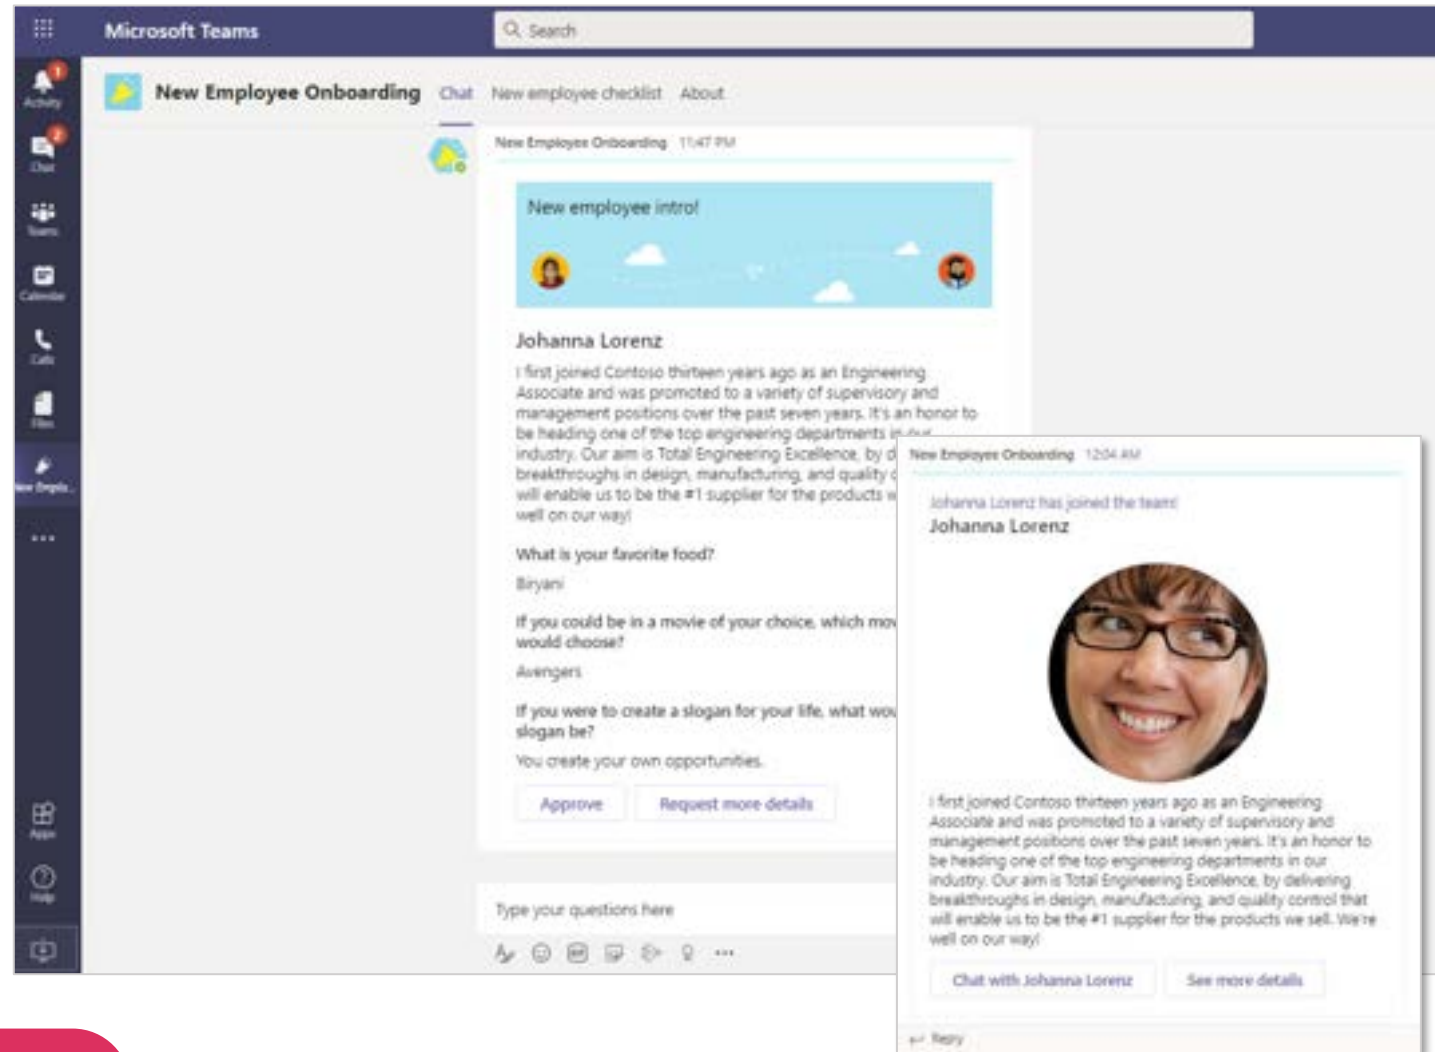 Microsoft Teams
Search
Activity
1
Chat
2
Teams
Calendar
Calls
Files
New Emplo...
Apps
Help
New Employee Onboarding
Chat
New employee checklist
About
New Employee Onboarding 11:47 PM
New employee intro!
Johanna Lorenz
I first joined Contoso thirteen years ago as an Engineering
Associate and was promoted to a variety of supervisory and
management positions over the past seven years. It's an honor to
be heading one of the top engineering departments in our
industry. Our aim is Total Engineering Excellence, by d
breakthroughs in design, manufacturing, and quality c
will enable us to be the #1 supplier for the products w
well on our way!
What is your favorite food?
Biryani
If you could be in a movie of your choice, which mov
would choose?
Avengers
If you were to create a slogan for your life, what wou
slogan be?
You create your own opportunities.
Approve
Request more details
Type your questions here
New Employee Onboarding 12:04 AM
Johanna Lorenz has joined the team!
Johanna Lorenz
I first joined Contoso thirteen years ago as an Engineering
Associate and was promoted to a variety of supervisory and
management positions over the past seven years. It's an honor to
be heading one of the top engineering departments in our
industry. Our aim is Total Engineering Excellence, by delivering
breakthroughs in design, manufacturing, and quality control that
will enable us to be the #1 supplier for the products we sell. We're
well on our way!
Chat with Johanna Lorenz
See more details
Reply